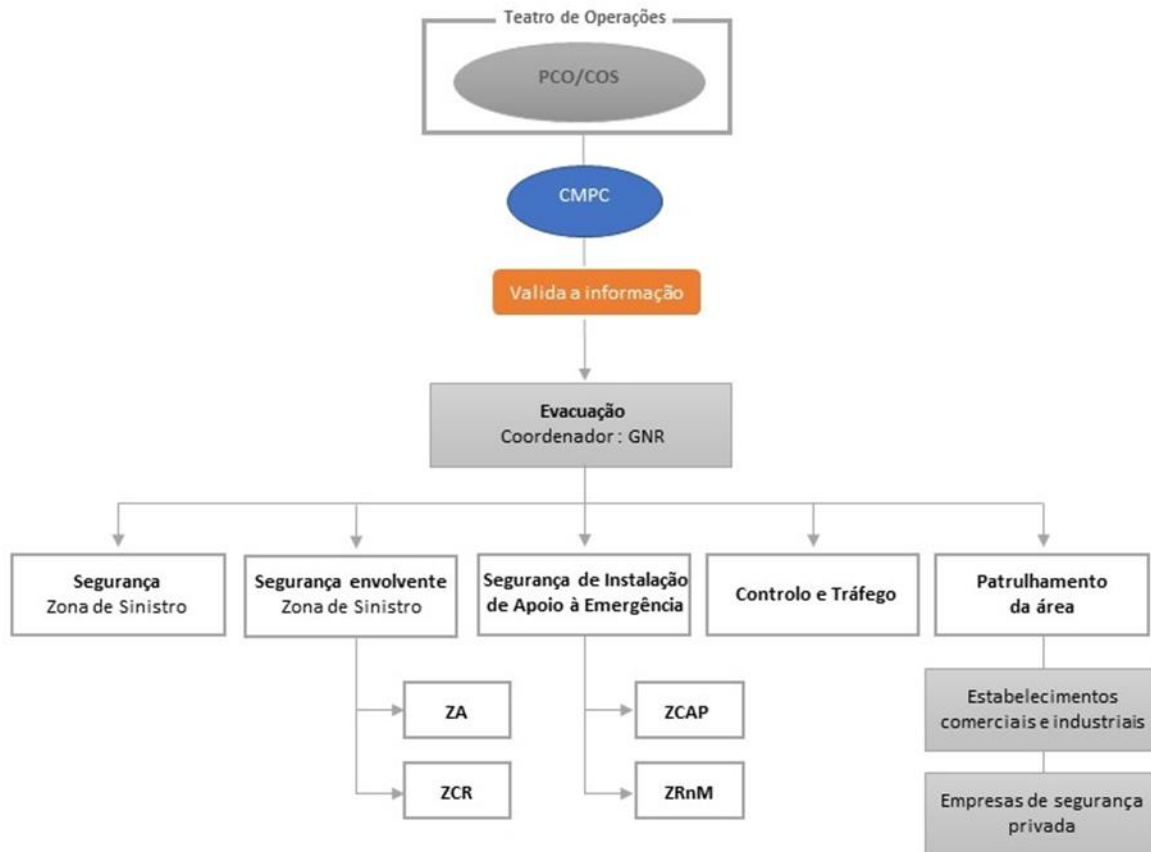 Teatro de Operações
PCO/COS
CMPC
Valida a informação
Evacuação
Coordenador : GNR
Segurança
Zona de Sinistro
Segurança envolvente
Zona de Sinistro
Segurança de Instalação
de Apoio à Emergência
Controlo e Tráfego
Patrulhamento
da área
ZA
ZCR
ZCAP
ZRnM
Estabelecimentos
comerciais e industriais
Empresas de segurança
privada